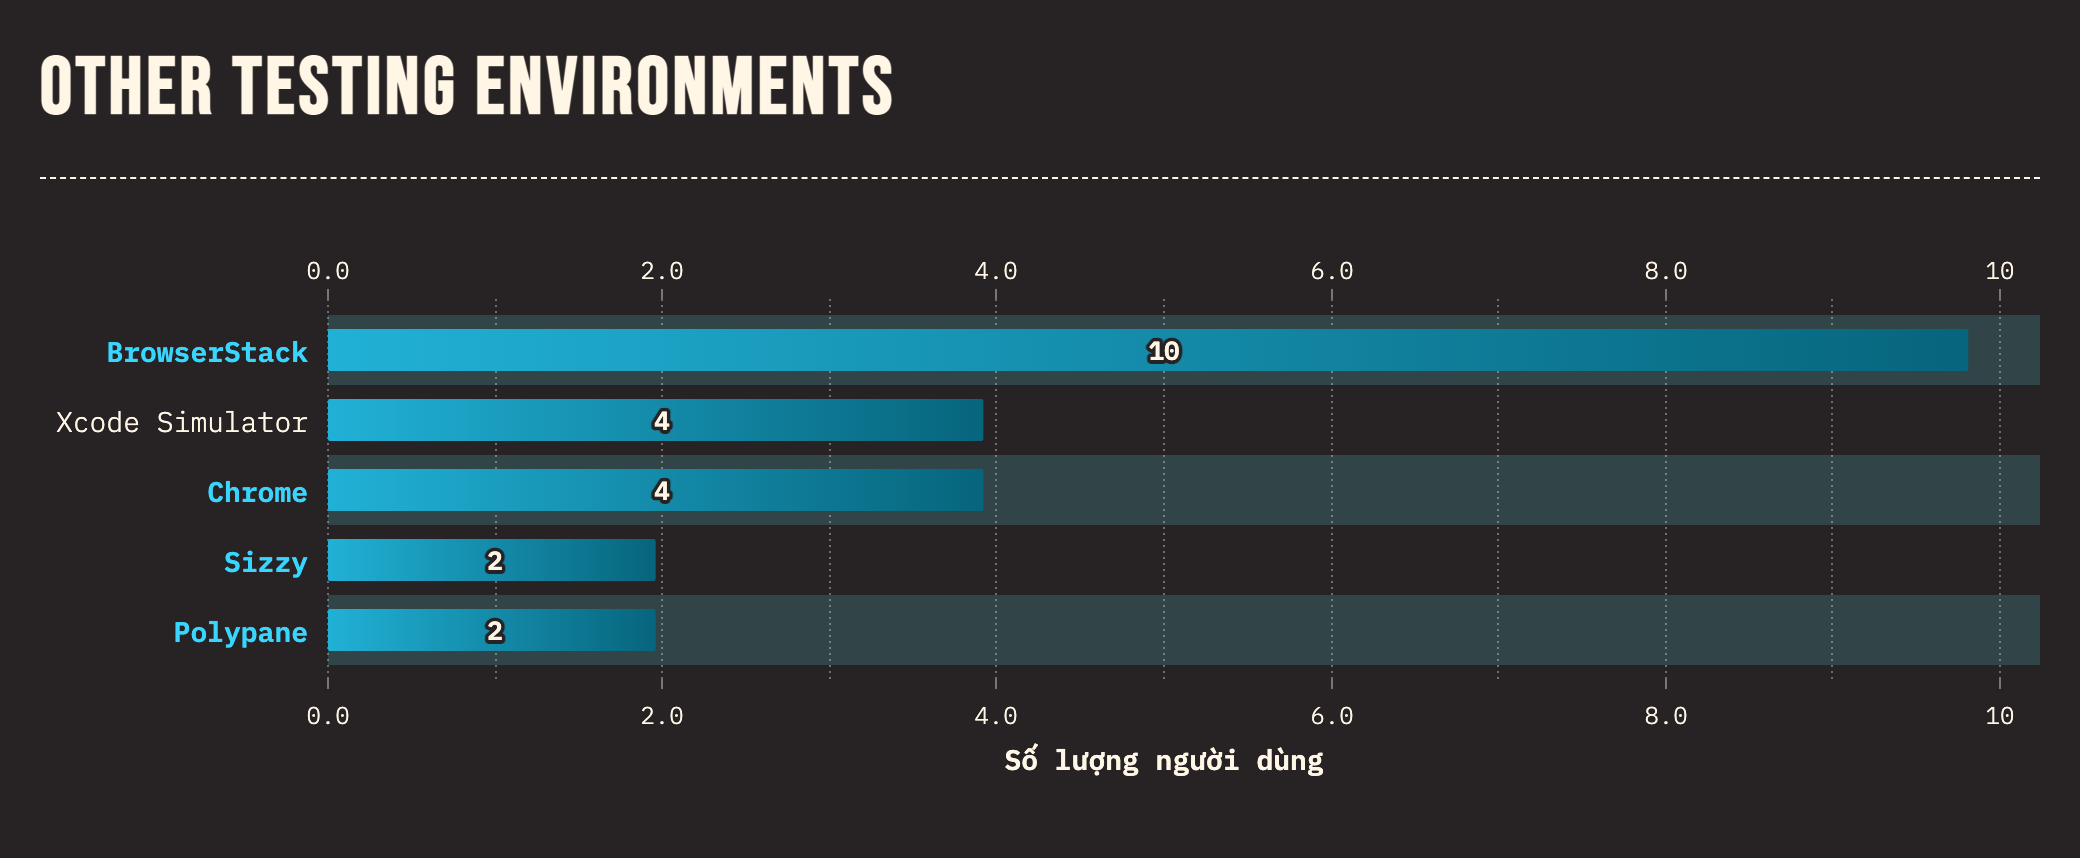 OTHER TESTING ENVIRONMENTS
0.0 2.0 4.0 6.0 8.0 10
BrowserStack 10
Xcode Simulator 4
Chrome 4
Sizzy 2
Polypane 2
0.0 2.0 4.0 6.0 8.0 10
Số lượng người dùng